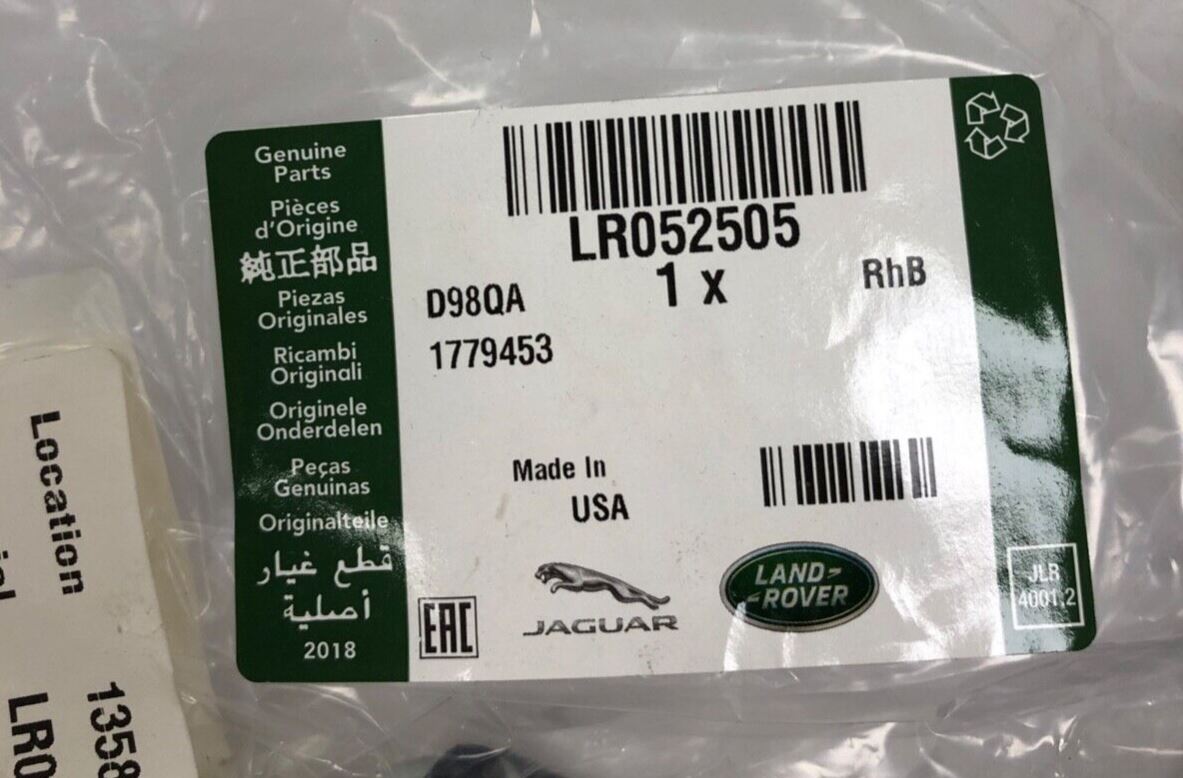 Genuine
Parts
Pièces
d'Origine
純正部品
Piezas
Originales
Ricambi
Originali
Originele
Onderdelen
Peças
Genuinas
Originalteile
قطع غيار
أصلية
2018
LR052505
1 x
RhB
D98QA
1779453
Made In
USA
EAC
JAGUAR
LAND-
-ROVER
JLR
4001.2
Location
1358
LR0